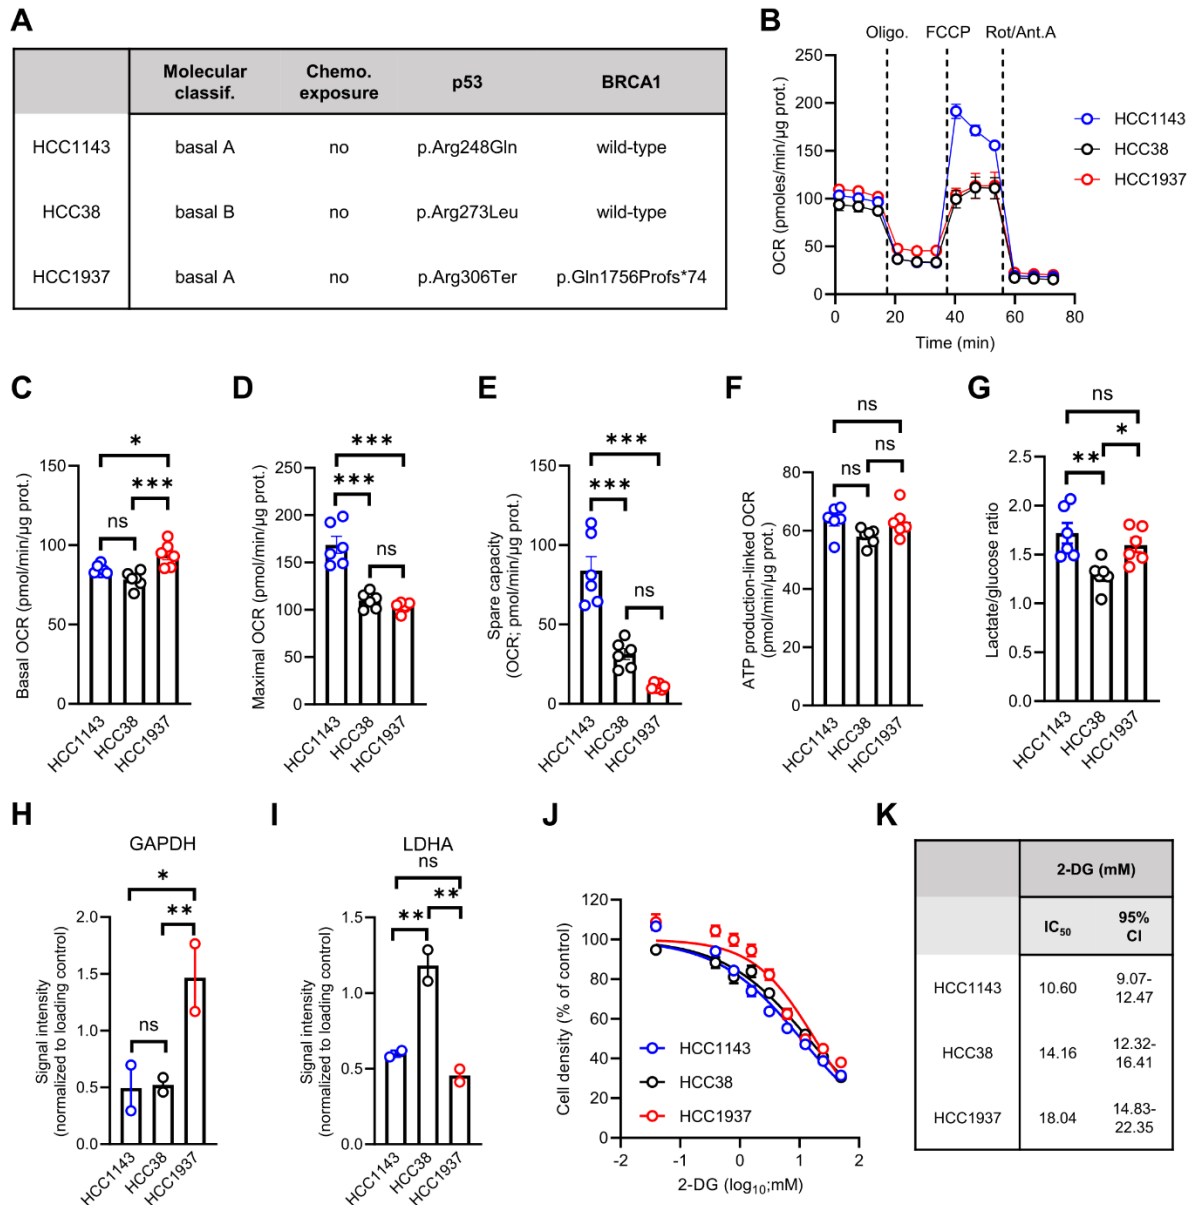 A
Molecular classif.
Chemo. exposure
p53
BRCA1
HCC1143
basal A
no
p.Arg248Gln
wild-type
HCC38
basal B
no
p.Arg273Leu
wild-type
HCC1937
basal A
no
p.Arg306Ter
p.Gln1756Profs*74
B
Oligo.
FCCP
Rot/Ant.A
OCR (pmoles/min/µg prot.)
250
200
150
100
50
0
0
20
40
60
80
Time (min)
HCC1143
HCC38
HCC1937
C
Basal OCR (pmol/min/µg prot.)
150
100
50
0
*
***
ns
HCC1143
HCC38
HCC1937
D
Maximal OCR (pmol/min/µg prot.)
250
200
150
100
50
0
***
***
ns
HCC1143
HCC38
HCC1937
E
Spare capacity
(OCR; pmol/min/µg prot.)
150
100
50
0
***
***
ns
HCC1143
HCC38
HCC1937
F
ATP production-linked OCR
(pmol/min/µg prot.)
80
60
40
20
0
ns
ns
ns
HCC1143
HCC38
HCC1937
G
Lactate/glucose ratio
2.5
2.0
1.5
1.0
0.5
0.0
ns
*
**
HCC1143
HCC38
HCC1937
H
GAPDH
Signal intensity
(normalized to loading control)
2.0
1.5
1.0
0.5
0.0
*
**
ns
HCC1143
HCC38
HCC1937
I
LDHA
Signal intensity
(normalized to loading control)
1.5
1.0
0.5
0.0
ns
**
**
HCC1143
HCC38
HCC1937
J
Cell density (% of control)
120
100
80
60
40
20
0
-2
-1
0
1
2
2-DG (log10;mM)
HCC1143
HCC38
HCC1937
K
2-DG (mM)
IC50
95%
CI
HCC1143
10.60
9.07-
12.47
HCC38
14.16
12.32-
16.41
HCC1937
18.04
14.83-
22.35